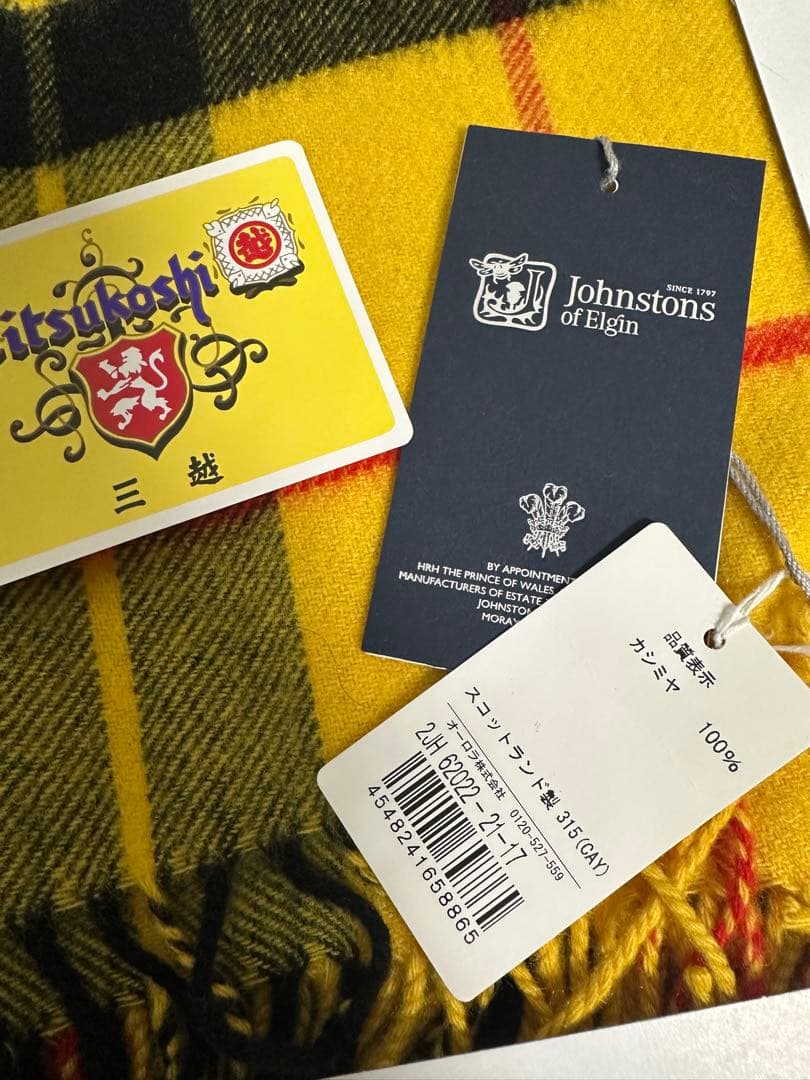 itsukoshi
越
三越
SINCE 1797
Johnstons
of Elgin
BY APPOINTMENT
HRH THE PRINCE OF WALES
MANUFACTURERS OF ESTATE
JOHNSTON
MORAY
品質表示
カシミヤ 100%
スコットランド製 315(CAY)
オーロラ株式会社 0120-527-559
2JH 62022-21-17
4548241658865